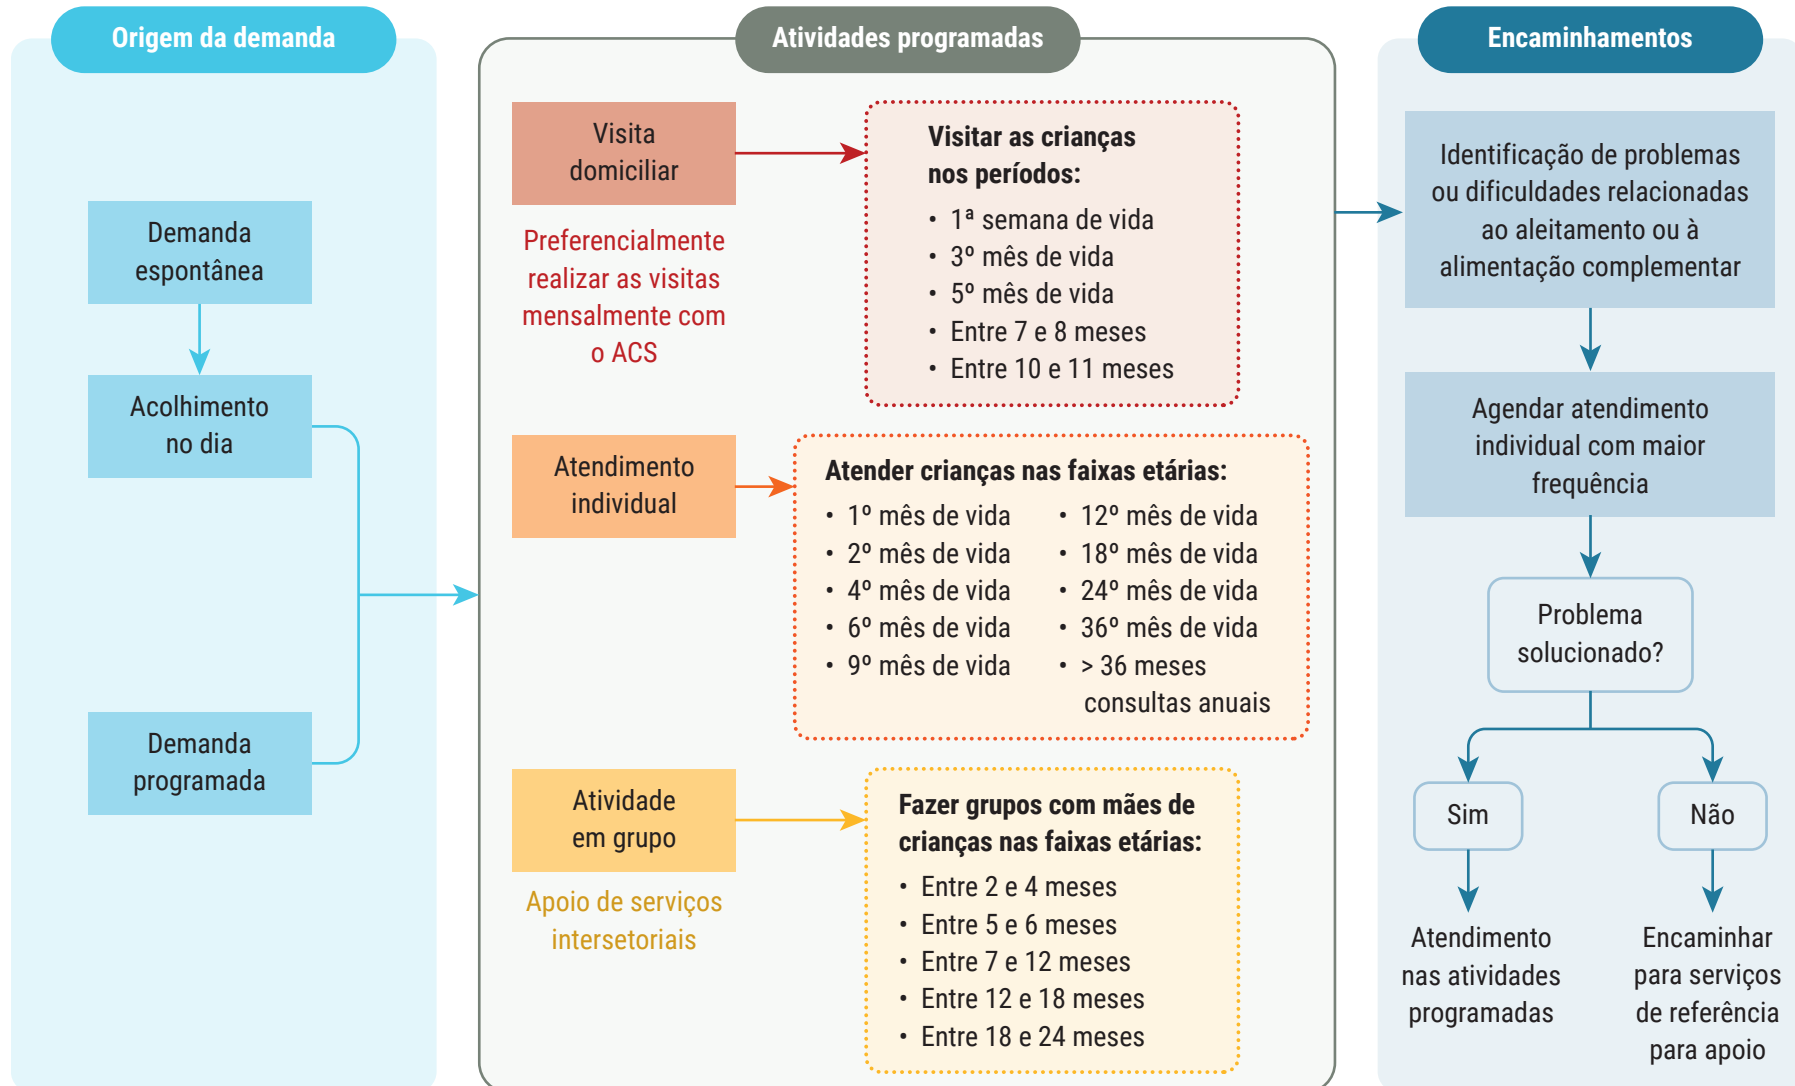 Origem da demanda
Demanda
espontânea
Acolhimento
no dia
Demanda
programada
Atividades programadas
Visita
domiciliar
Preferencialmente
realizar as visitas
mensalmente com
o ACS
Visitar as crianças
nos períodos:
• 1ª semana de vida
• 3º mês de vida
• 5º mês de vida
• Entre 7 e 8 meses
• Entre 10 e 11 meses
Atendimento
individual
Atender crianças nas faixas etárias:
• 1º mês de vida
• 2º mês de vida
• 4º mês de vida
• 6º mês de vida
• 9º mês de vida
• 12º mês de vida
• 18º mês de vida
• 24º mês de vida
• 36º mês de vida
• > 36 meses
consultas anuais
Atividade
em grupo
Apoio de serviços
intersetoriais
Fazer grupos com mães de
crianças nas faixas etárias:
• Entre 2 e 4 meses
• Entre 5 e 6 meses
• Entre 7 e 12 meses
• Entre 12 e 18 meses
• Entre 18 e 24 meses
Encaminhamentos
Identificação de problemas
ou dificuldades relacionadas
ao aleitamento ou à
alimentação complementar
Agendar atendimento
individual com maior
frequência
Problema
solucionado?
Sim
Atendimento
nas atividades
programadas
Não
Encaminhar
para serviços
de referência
para apoio